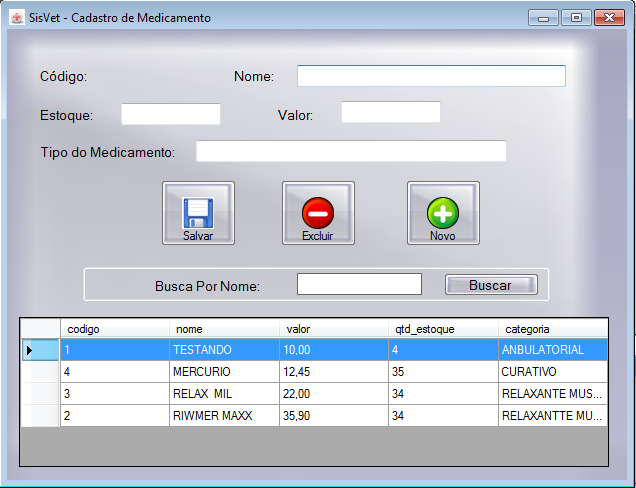 SisVet - Cadastro de Medicamento
Código: Nome:
Estoque: Valor:
Tipo do Medicamento:
Salvar Excluir Novo
Busca Por Nome: Buscar
codigo nome valor qtd_estoque categoria
1 TESTANDO 10,00 4 ANBULATORIAL
4 MERCURIO 12,45 35 CURATIVO
3 RELAX MIL 22,00 34 RELAXANTE MUS...
2 RIWMER MAXX 35,90 34 RELAXANTTE MU...